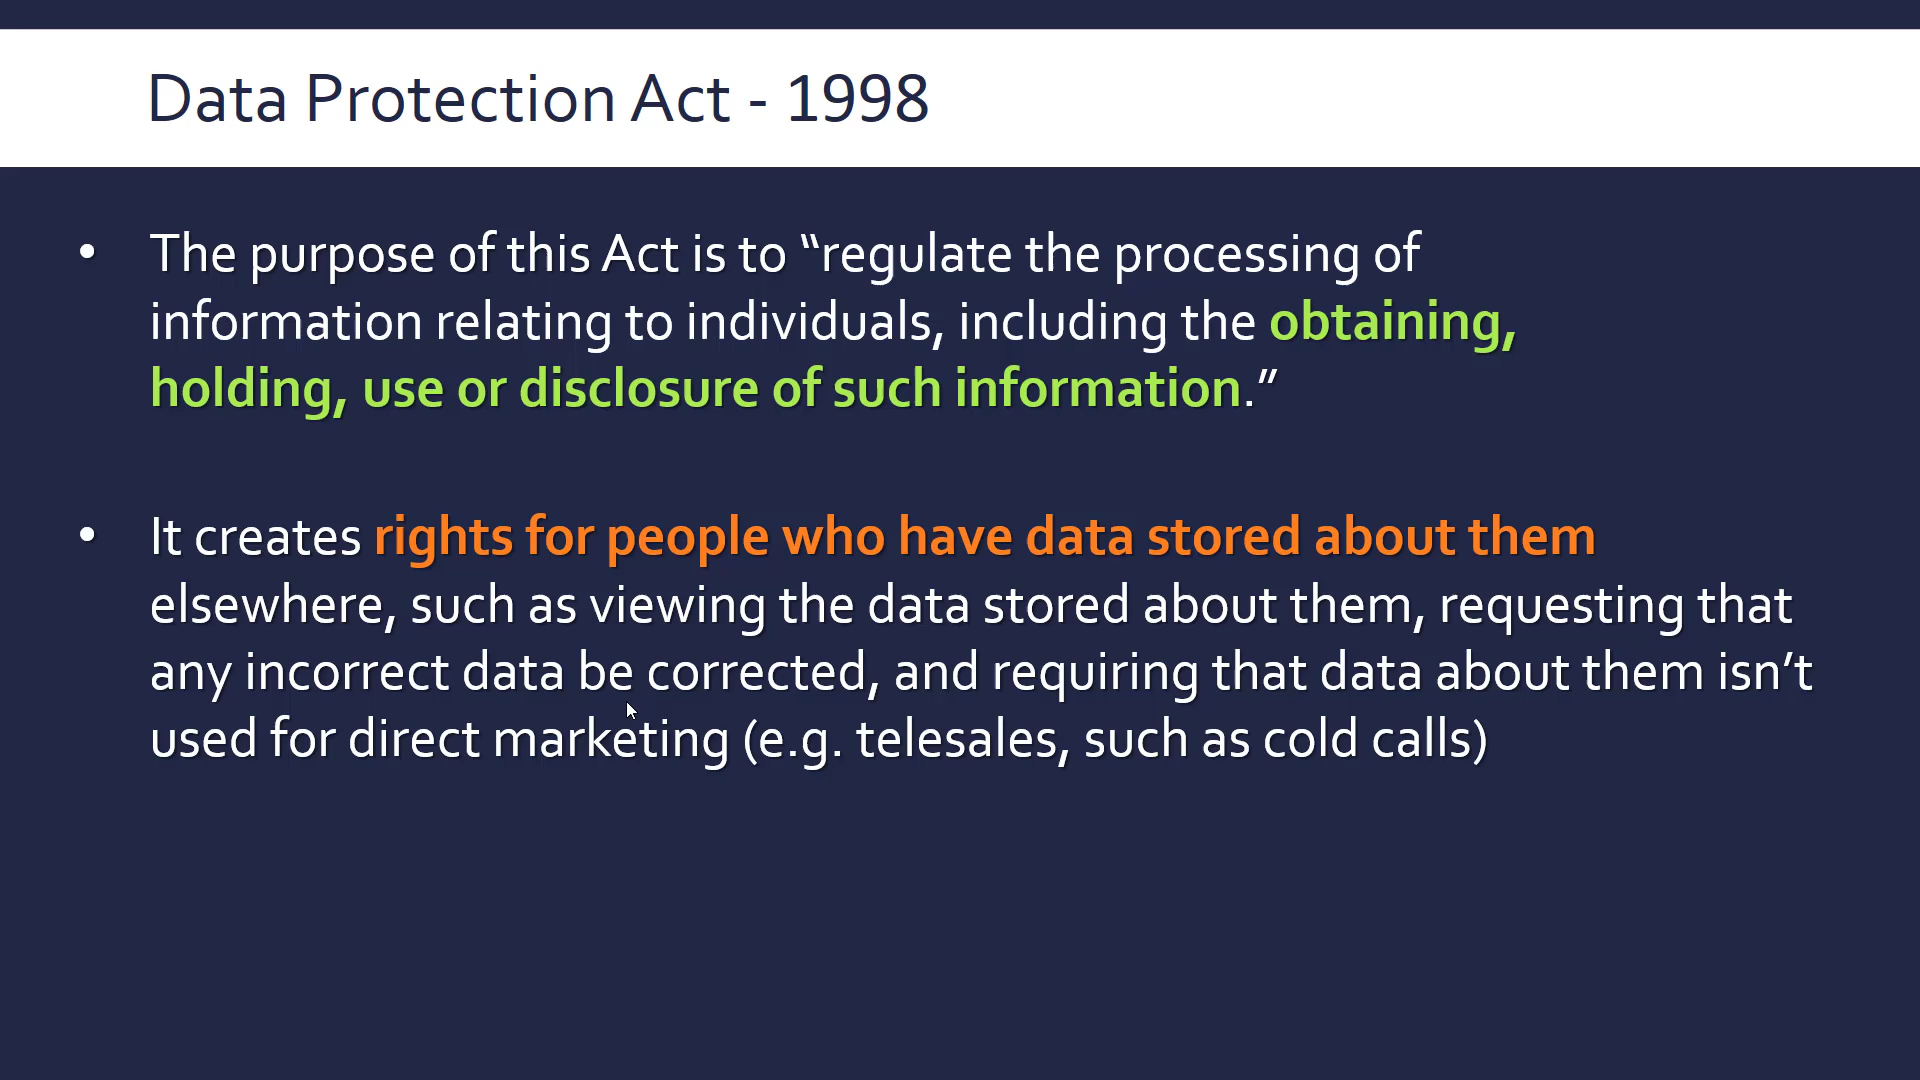 Data Protection Act - 1998
• The purpose of this Act is to “regulate the processing of
information relating to individuals, including the obtaining,
holding, use or disclosure of such information.”
• It creates rights for people who have data stored about them
elsewhere, such as viewing the data stored about them, requesting that
any incorrect data be corrected, and requiring that data about them isn’t
used for direct marketing (e.g. telesales, such as cold calls)